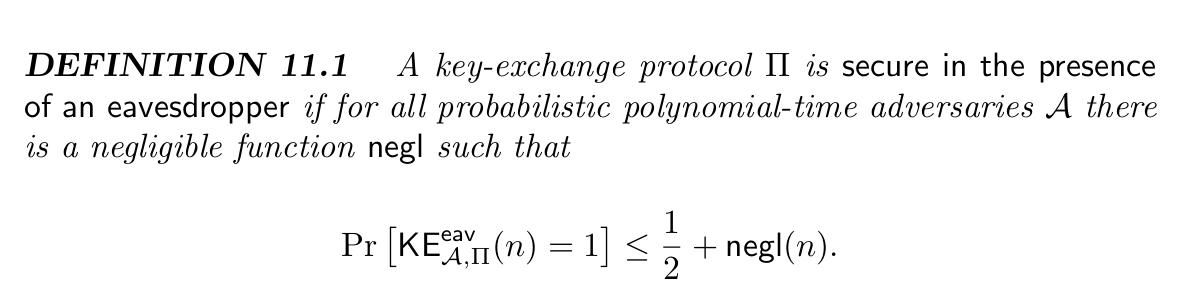 DEFINITION 11.1 A key-exchange protocol Π is secure in the presence
of an eavesdropper if for all probabilistic polynomial-time adversaries 𝒜 there
is a negligible function negl such that
Pr [KE^{eav}_{𝒜,Π}(n) = 1] ≤ 1/2 + negl(n).